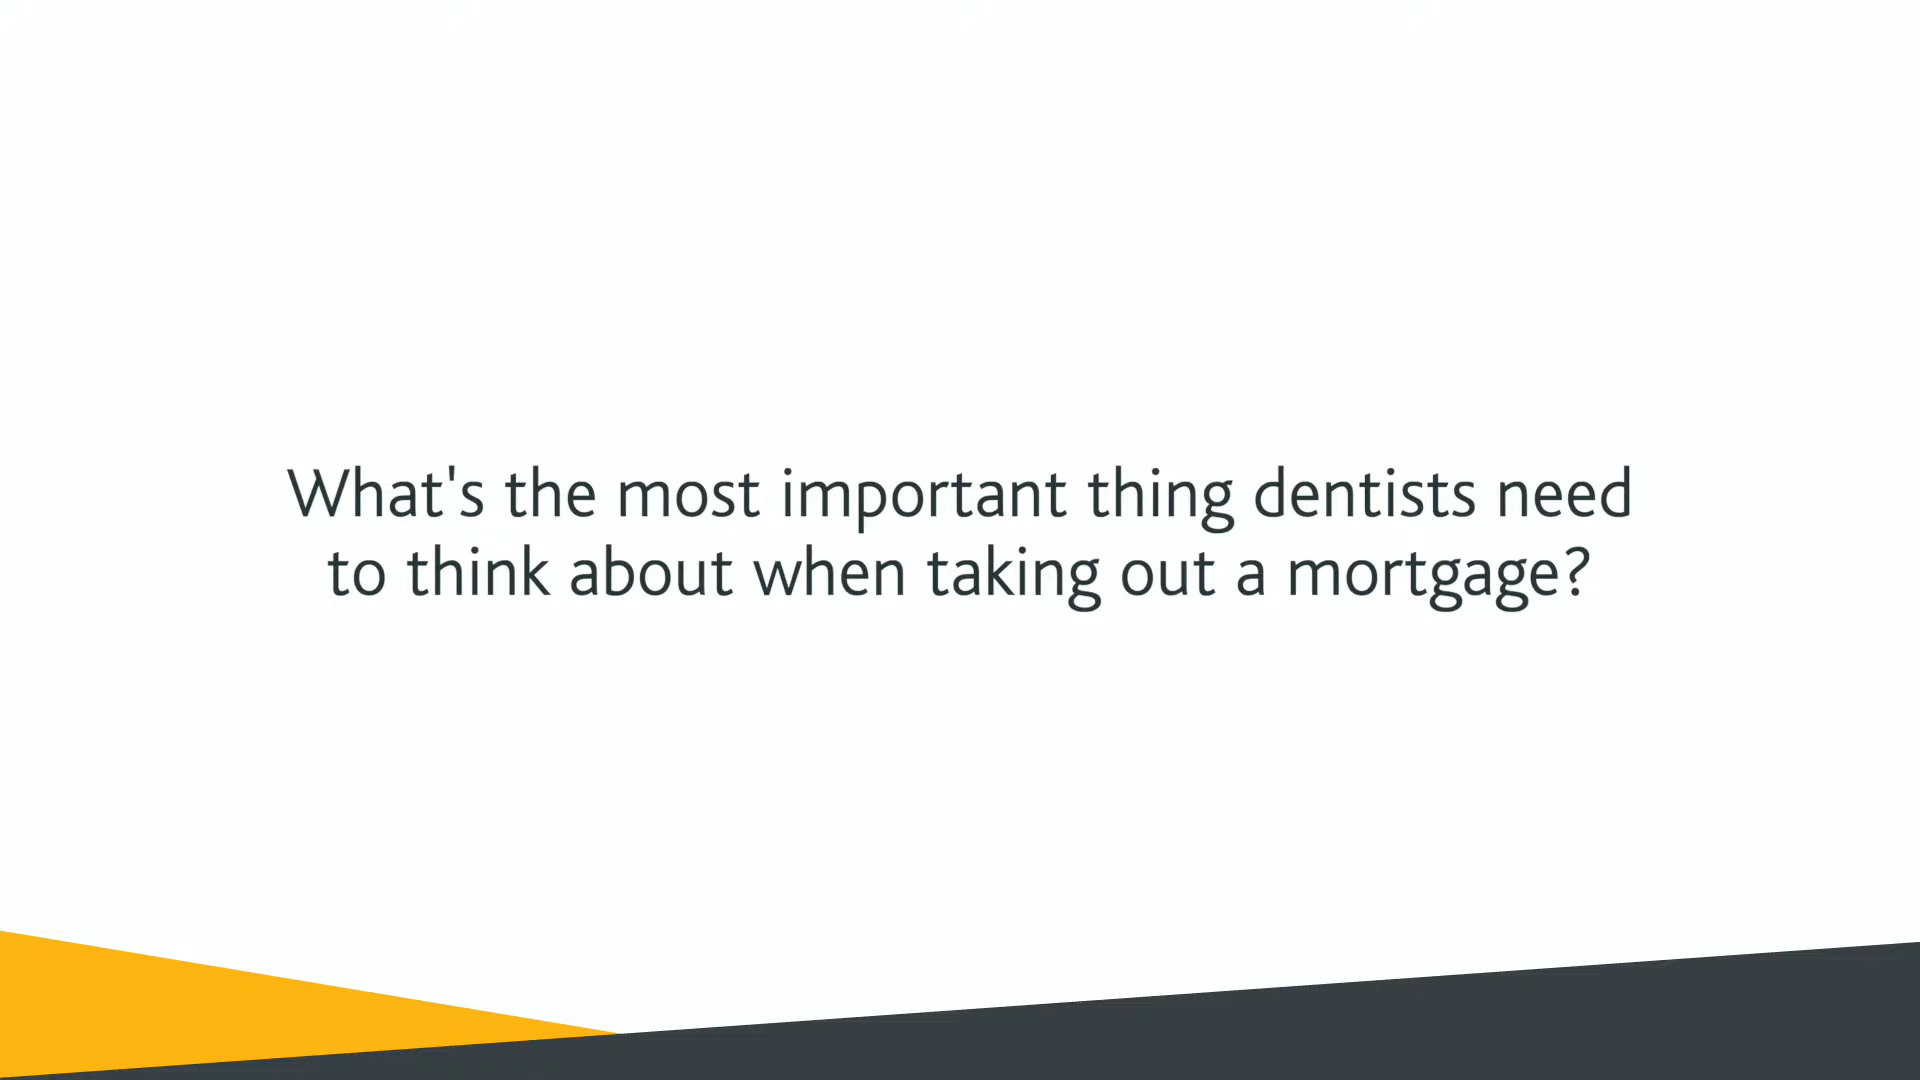 What's the most important thing dentists need
to think about when taking out a mortgage?